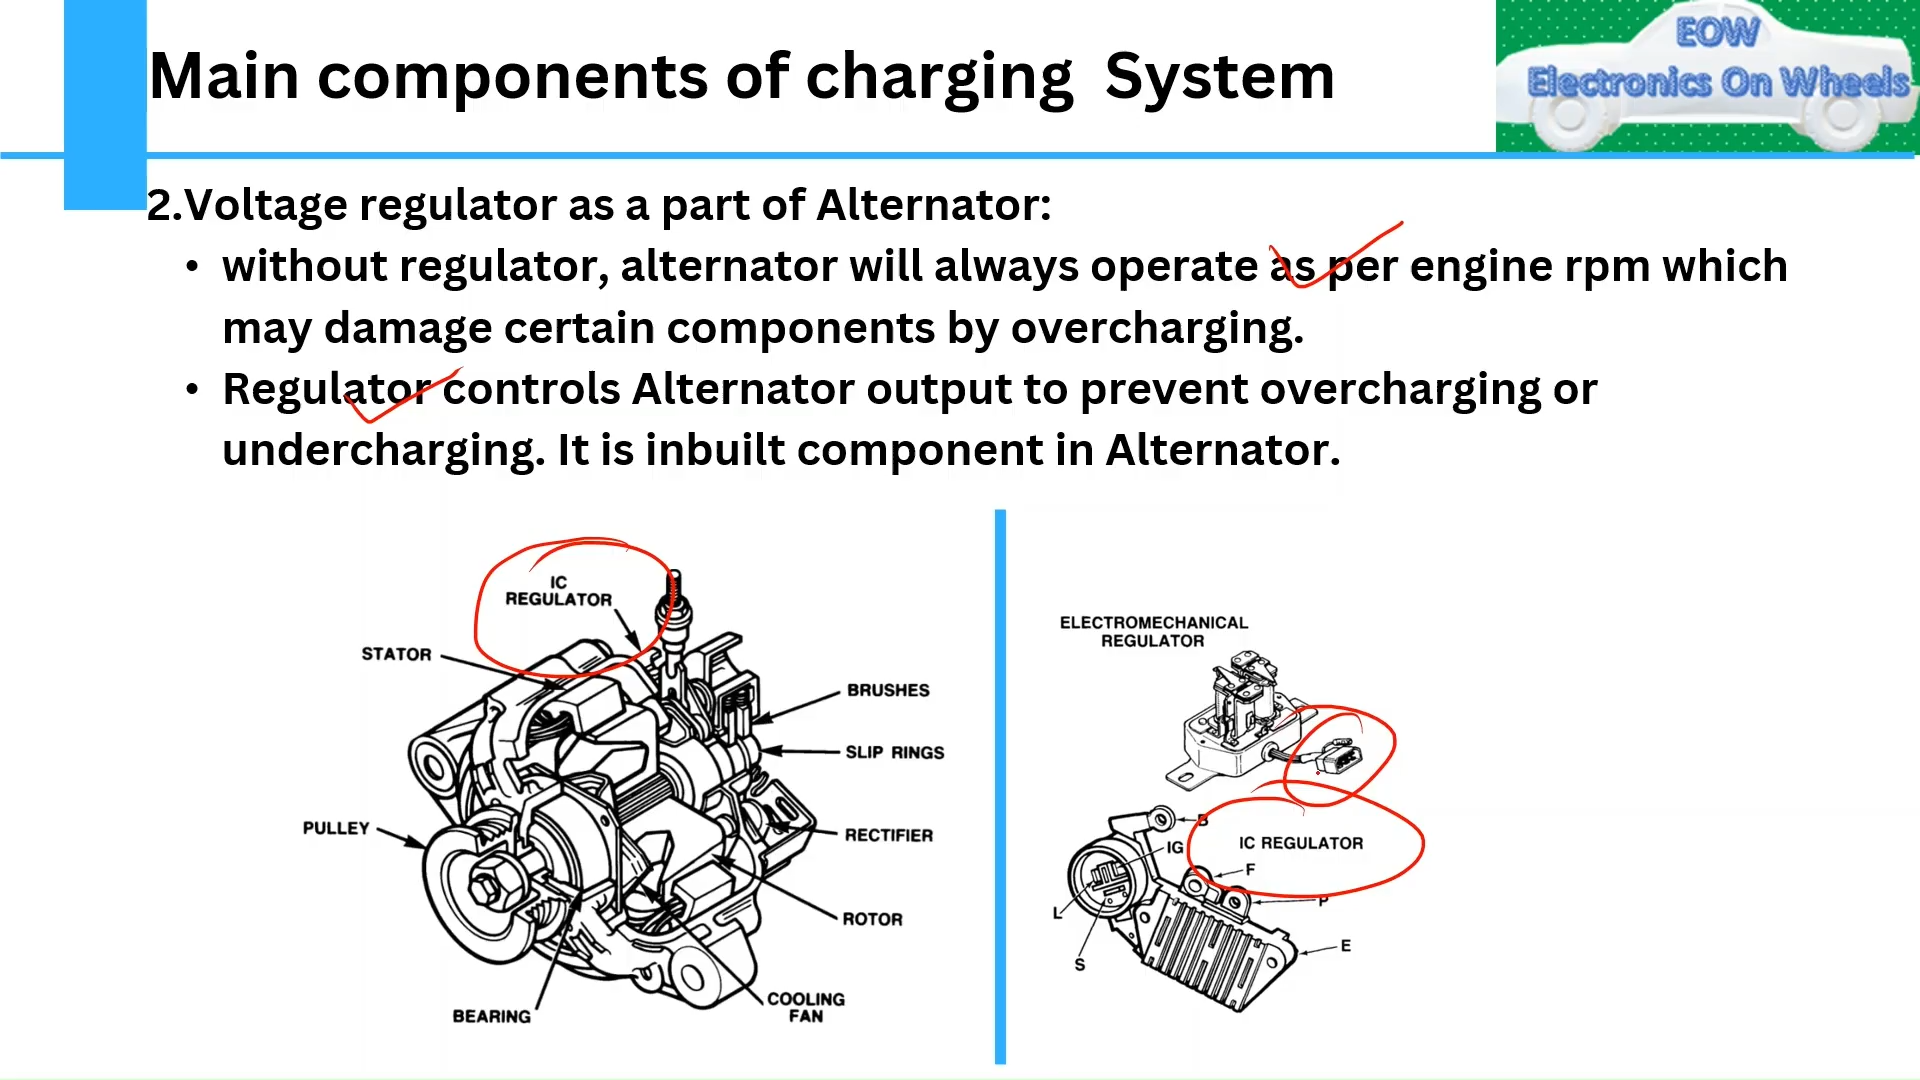 Main components of charging System
EOW
Electronics On Wheels
2.Voltage regulator as a part of Alternator:
• without regulator, alternator will always operate as per engine rpm which
may damage certain components by overcharging.
• Regulator controls Alternator output to prevent overcharging or
undercharging. It is inbuilt component in Alternator.
IC
REGULATOR
STATOR
BRUSHES
SLIP RINGS
PULLEY
RECTIFIER
ROTOR
COOLING
FAN
BEARING
ELECTROMECHANICAL
REGULATOR
B
IC REGULATOR
IG
F
P
L
E
S